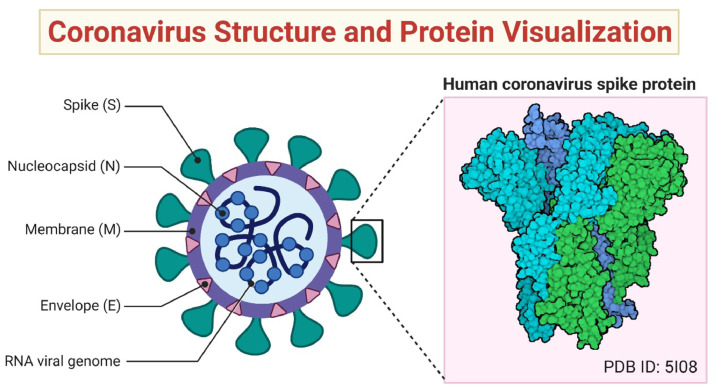 Coronavirus Structure and Protein Visualization
Human coronavirus spike protein
Spike (S)
Nucleocapsid (N)
Membrane (M)
Envelope (E)
RNA viral genome
PDB ID: 5I08